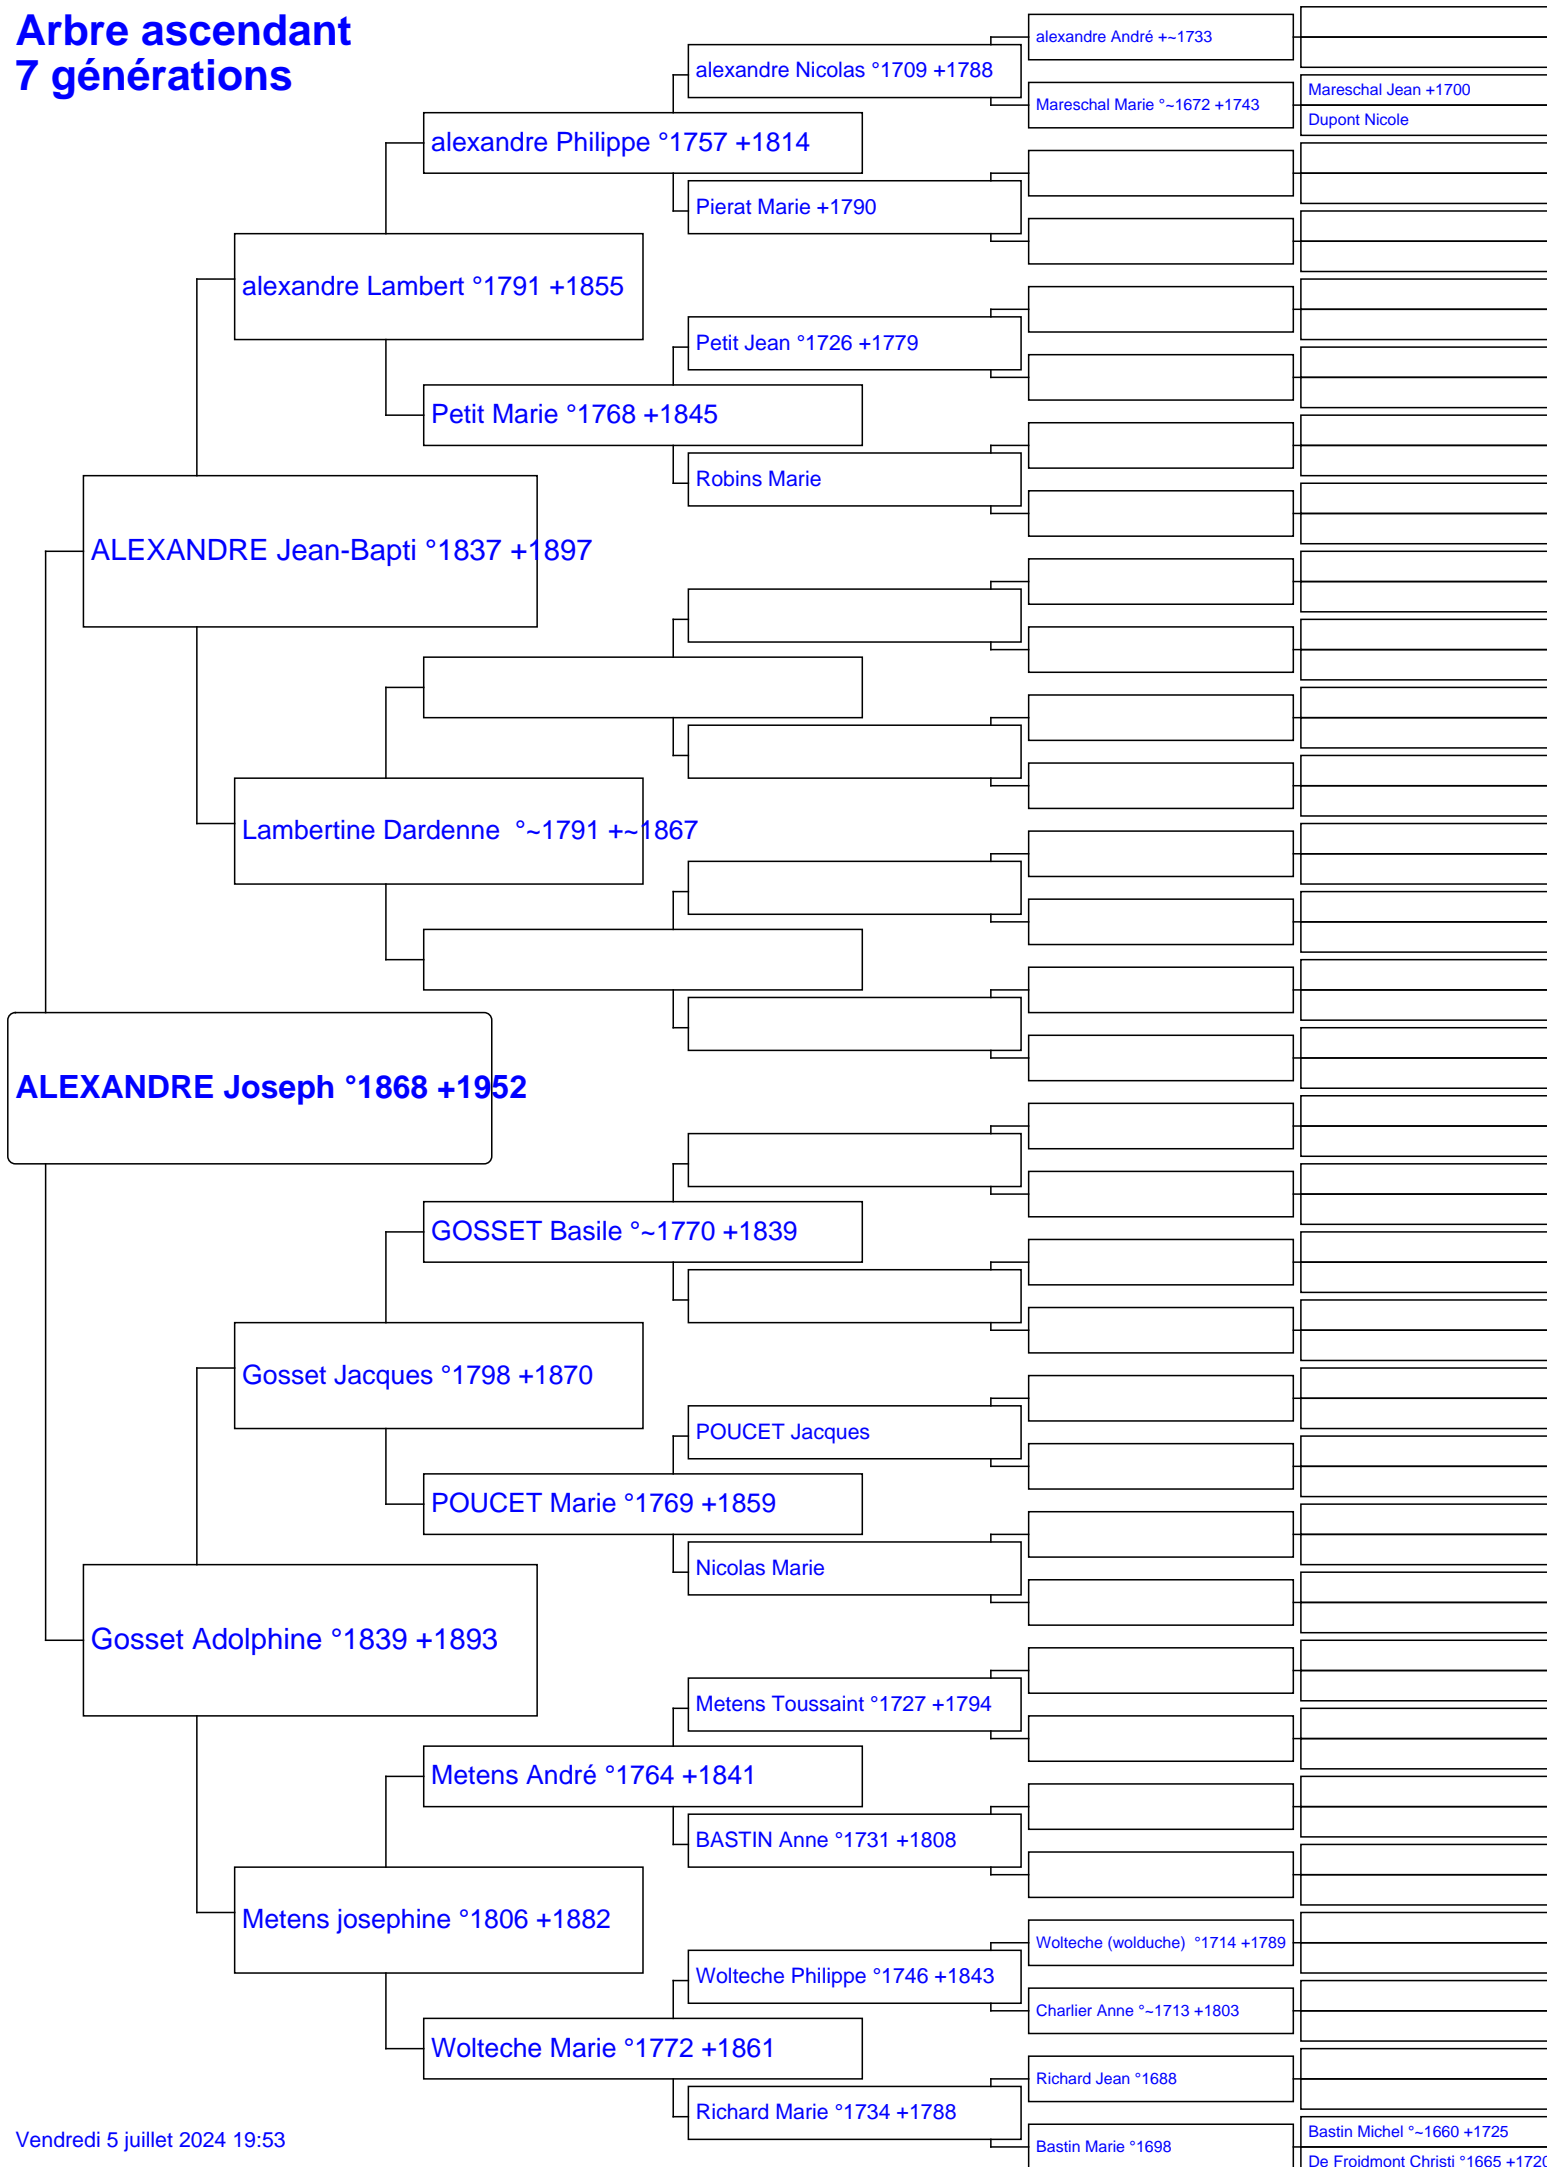 Arbre ascendant
7 générations
alexandre André +~1733
alexandre Nicolas °1709 +1788
Mareschal Jean +1700
Mareschal Marie °~1672 +1743
Dupont Nicole
alexandre Philippe °1757 +1814
Pierat Marie +1790
alexandre Lambert °1791 +1855
Petit Jean °1726 +1779
Petit Marie °1768 +1845
Robins Marie
ALEXANDRE Jean-Bapti °1837 +1897
Lambertine Dardenne  °~1791 +~1867
ALEXANDRE Joseph °1868 +1952
GOSSET Basile °~1770 +1839
Gosset Jacques °1798 +1870
POUCET Jacques
POUCET Marie °1769 +1859
Nicolas Marie
Gosset Adolphine °1839 +1893
Metens Toussaint °1727 +1794
Metens André °1764 +1841
BASTIN Anne °1731 +1808
Metens josephine °1806 +1882
Wolteche (wolduche)  °1714 +1789
Wolteche Philippe °1746 +1843
Charlier Anne °~1713 +1803
Wolteche Marie °1772 +1861
Richard Jean °1688
Richard Marie °1734 +1788
Bastin Michel °~1660 +1725
Bastin Marie °1698
De Froidmont Christi °1665 +1720
Vendredi 5 juillet 2024 19:53